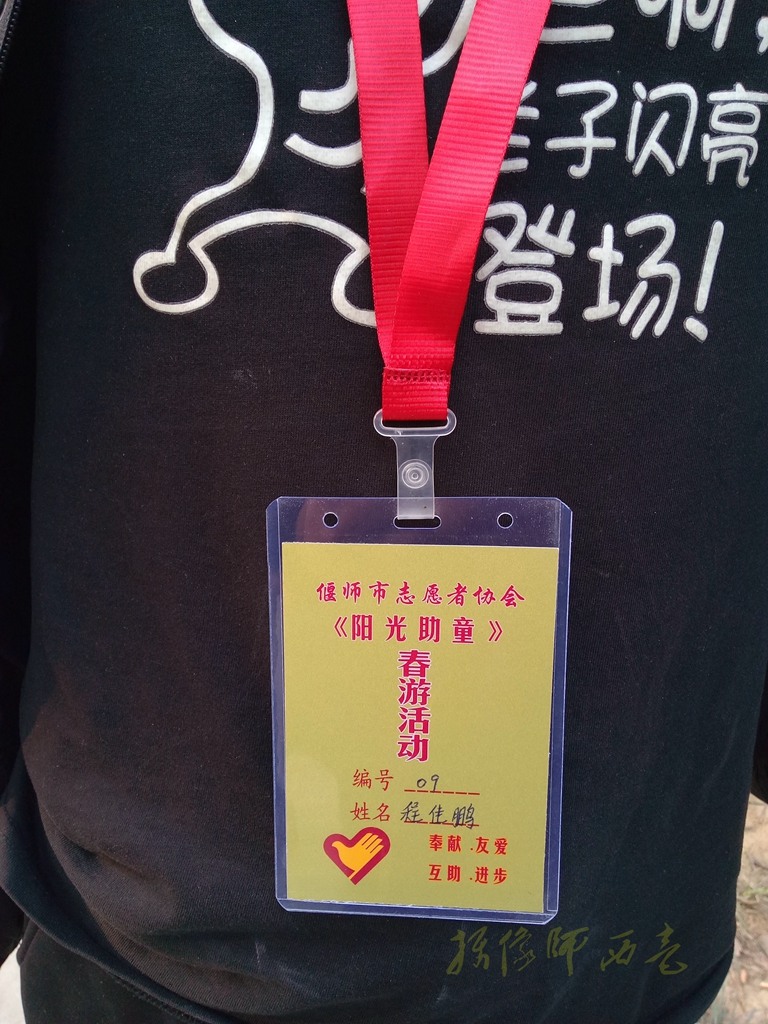 子闪亮
登场!
偃师市志愿者协会
《阳光助童》
春游活动
编号 09
姓名 程佳鹏
奉献.友爱
互助.进步
摄像师 西壱